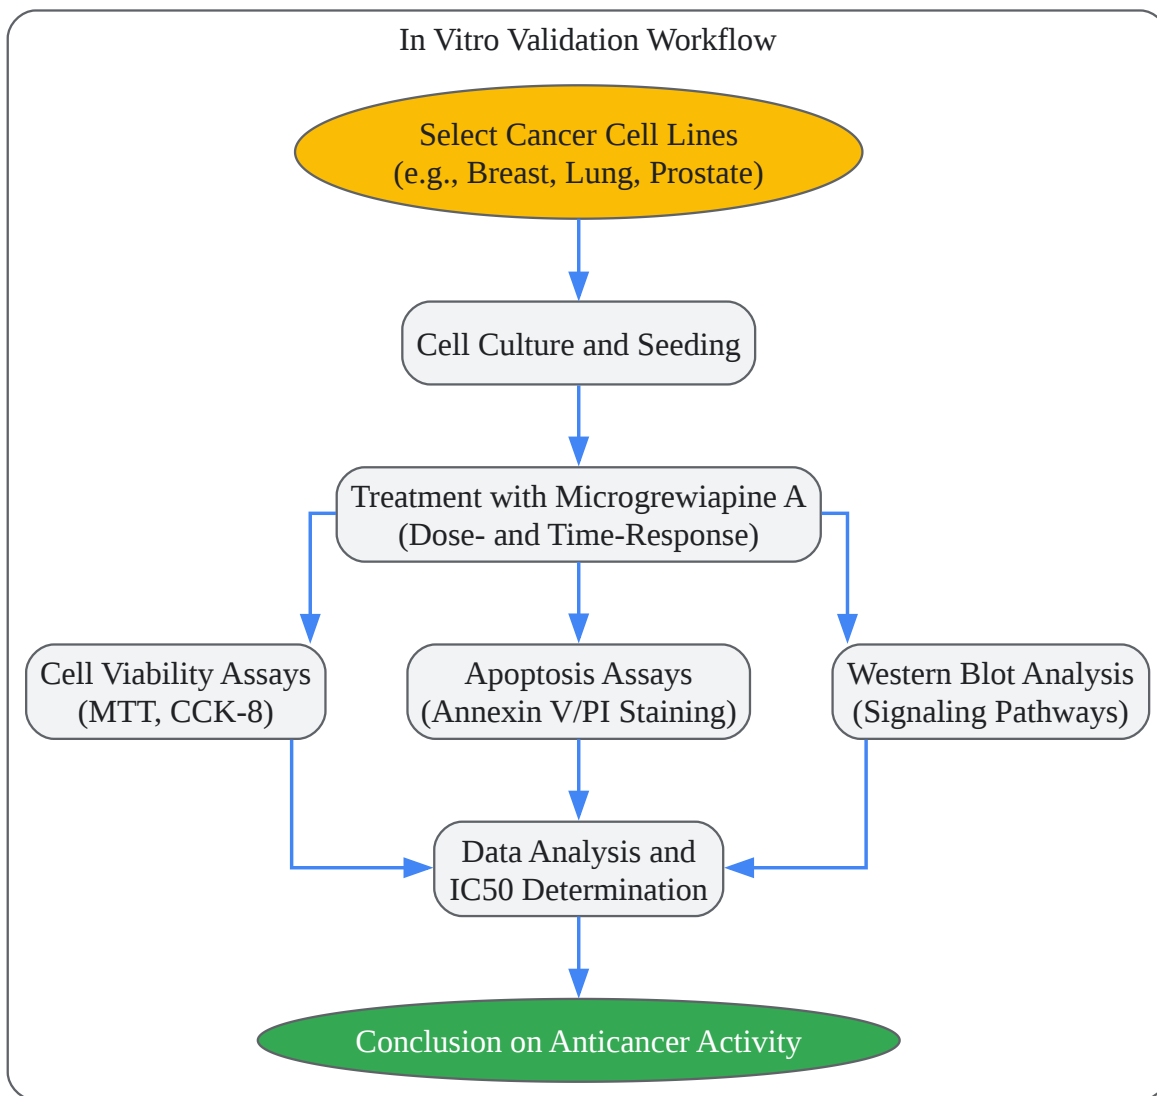 In Vitro Validation Workflow
Select Cancer Cell Lines
(e.g., Breast, Lung, Prostate)
Cell Culture and Seeding
Treatment with Microgrewiapine A
(Dose- and Time-Response)
Cell Viability Assays
(MTT, CCK-8)
Apoptosis Assays
(Annexin V/PI Staining)
Western Blot Analysis
(Signaling Pathways)
Data Analysis and
IC50 Determination
Conclusion on Anticancer Activity